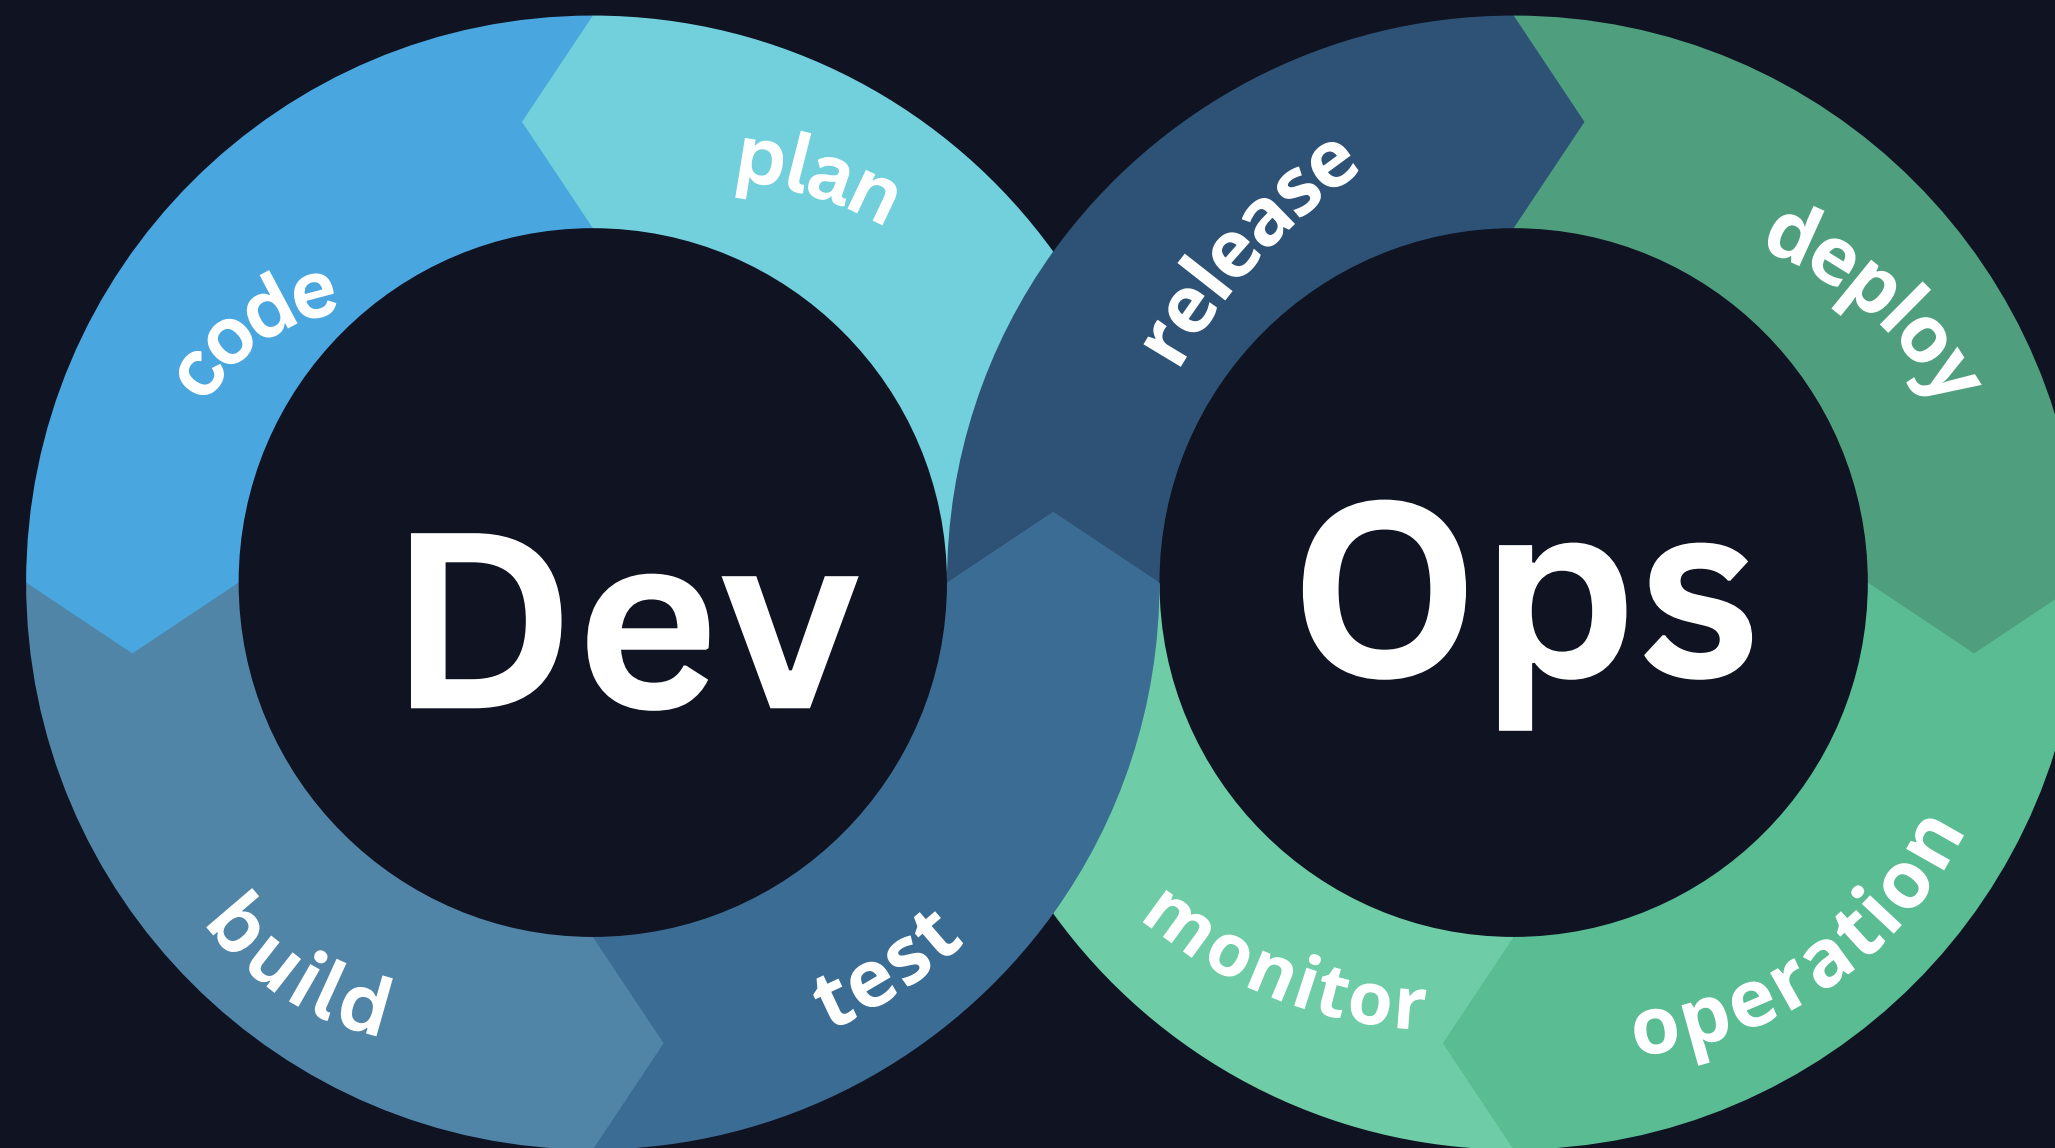 plan
code
build
test
release
deploy
operation
monitor
Dev
Ops